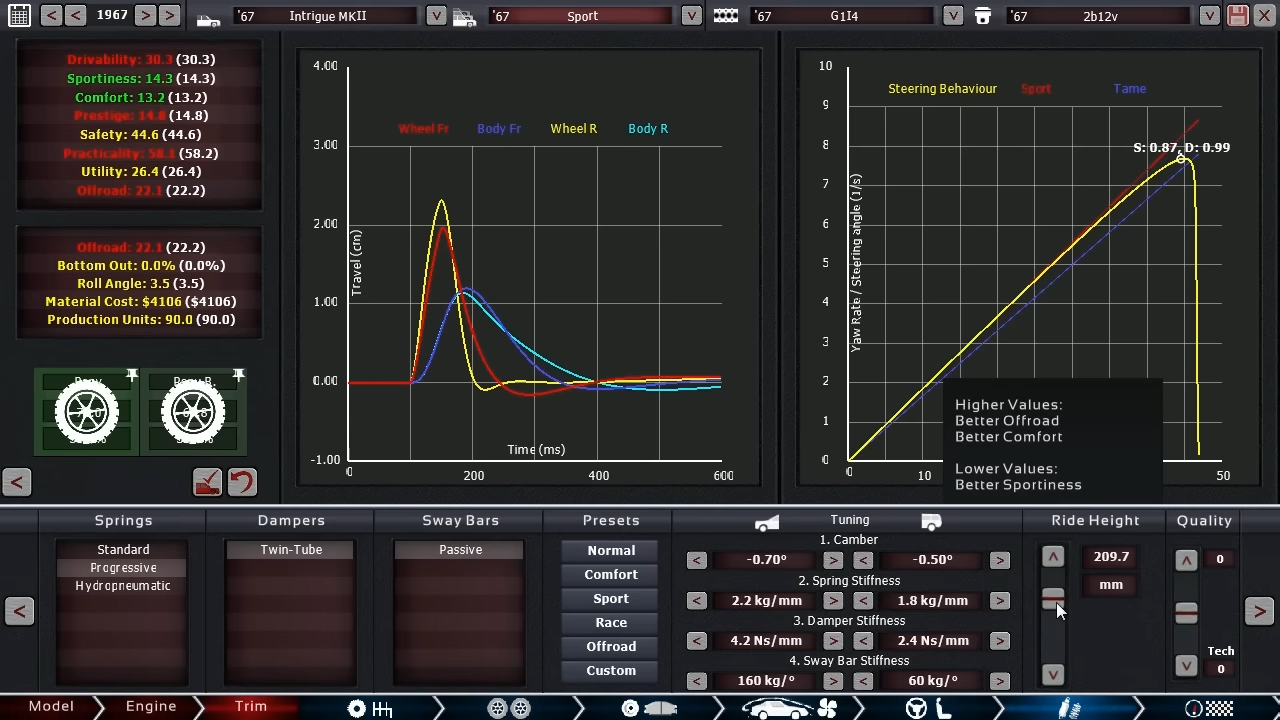 1967
'67 Intrigue MKII
'67 Sport
'67 G1I4
'67 2b12v
Drivability: 30.3 (30.3)
Sportiness: 14.3 (14.3)
Comfort: 13.2 (13.2)
Prestige: 14.8 (14.8)
Safety: 44.6 (44.6)
Practicality: 58.1 (58.2)
Utility: 26.4 (26.4)
Offroad: 22.1 (22.2)
Offroad: 22.1 (22.2)
Bottom Out: 0.0% (0.0%)
Roll Angle: 3.5 (3.5)
Material Cost: $4106 ($4106)
Production Units: 90.0 (90.0)
4.00
3.00
2.00
1.00
0.00
-1.00
Wheel Fr Body Fr Wheel R Body R
Travel (cm)
Time (ms)
0 200 400 600
10
9
8
7
6
5
4
3
2
1
0
Steering Behaviour Sport Tame
S: 0.87, D: 0.99
Yaw Rate / Steering angle (1/s)
0 10 50
Higher Values:
Better Offroad
Better Comfort
Lower Values:
Better Sportiness
Springs
Standard
Progressive
Hydropneumatic
Dampers
Twin-Tube
Sway Bars
Passive
Presets
Normal
Comfort
Sport
Race
Offroad
Custom
Tuning
1. Camber
< -0.70° > < -0.50° >
2. Spring Stiffness
< 2.2 kg/mm > < 1.8 kg/mm >
3. Damper Stiffness
< 4.2 Ns/mm > < 2.4 Ns/mm >
4. Sway Bar Stiffness
< 160 kg/° > < 60 kg/° >
Ride Height
209.7
mm
Quality
0
Tech
0
Model Engine Trim